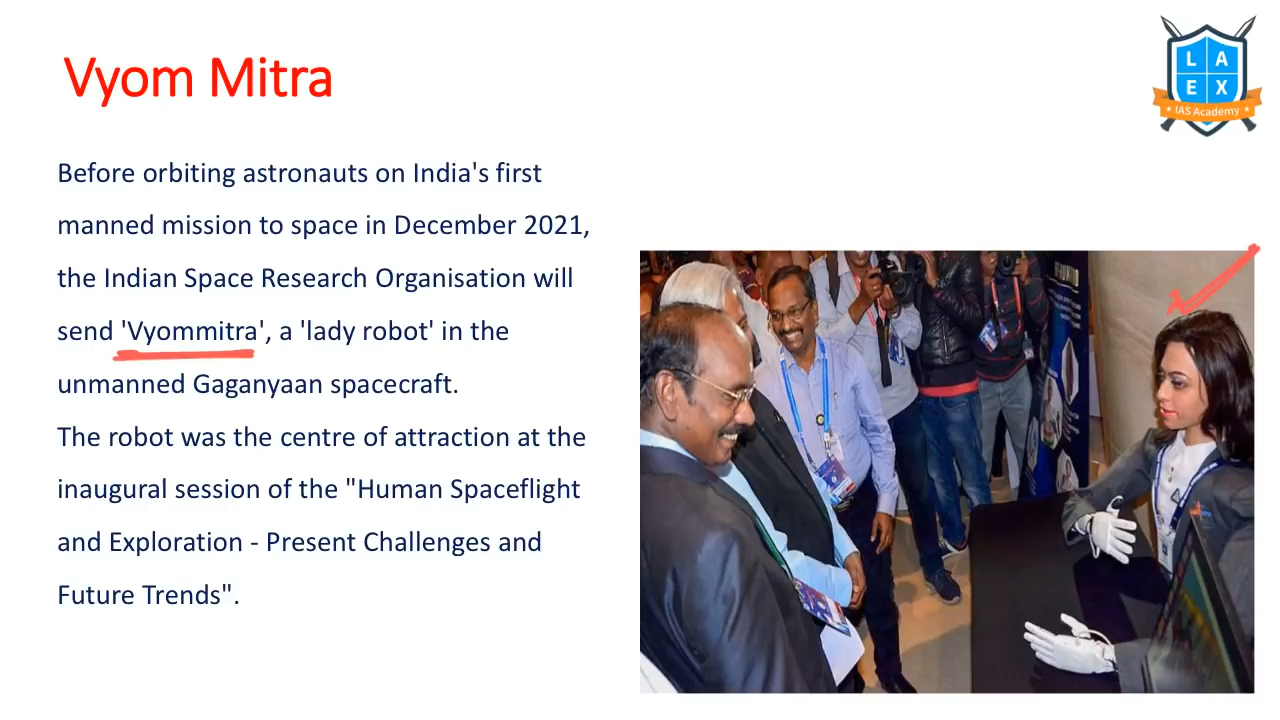 Vyom Mitra
L A
E X
IAS Academy
Before orbiting astronauts on India's first
manned mission to space in December 2021,
the Indian Space Research Organisation will
send 'Vyommitra', a 'lady robot' in the
unmanned Gaganyaan spacecraft.
The robot was the centre of attraction at the
inaugural session of the "Human Spaceflight
and Exploration - Present Challenges and
Future Trends".